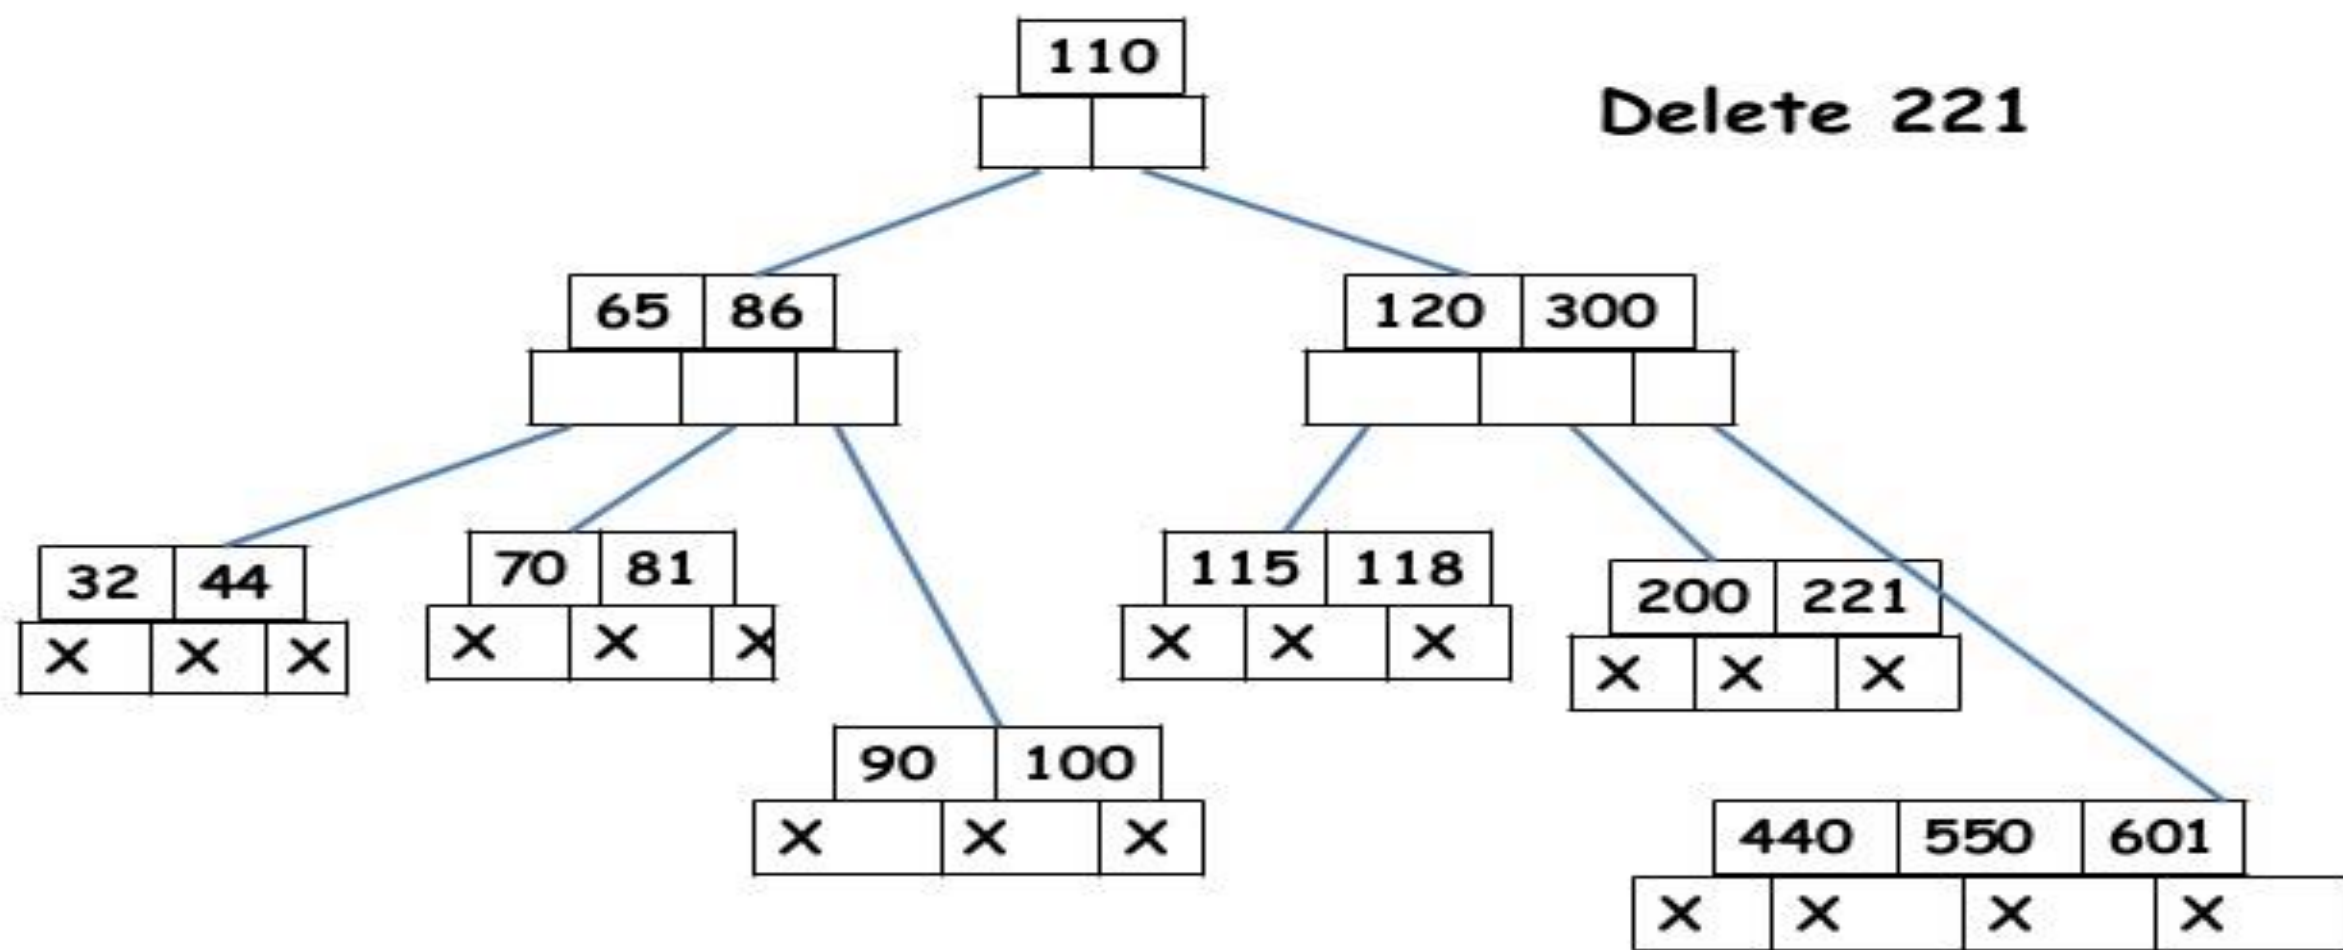 110
Delete 221
65 86
120 300
32 44
X X X
70 81
X X X
115 118
X X X
200 221
X X X
90 100
X X X
440 550 601
X X X X